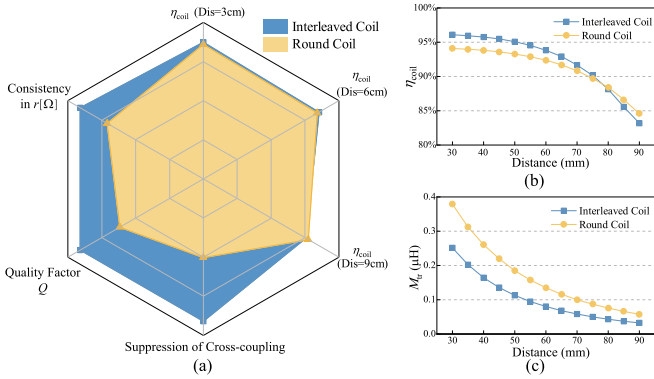 η_coil (Dis=3cm)
Interleaved Coil
Round Coil
η_coil
(Dis=6cm)
Consistency
in r[Ω]
η_coil
(Dis=9cm)
Quality Factor
Q
Suppression of Cross-coupling
(a)
100%
95%
90%
85%
80%
η_coil
Interleaved Coil
Round Coil
30 40 50 60 70 80 90
Distance (mm)
(b)
0.4
0.3
0.2
0.1
0.0
M_tr (μH)
Interleaved Coil
Round Coil
30 40 50 60 70 80 90
Distance (mm)
(c)